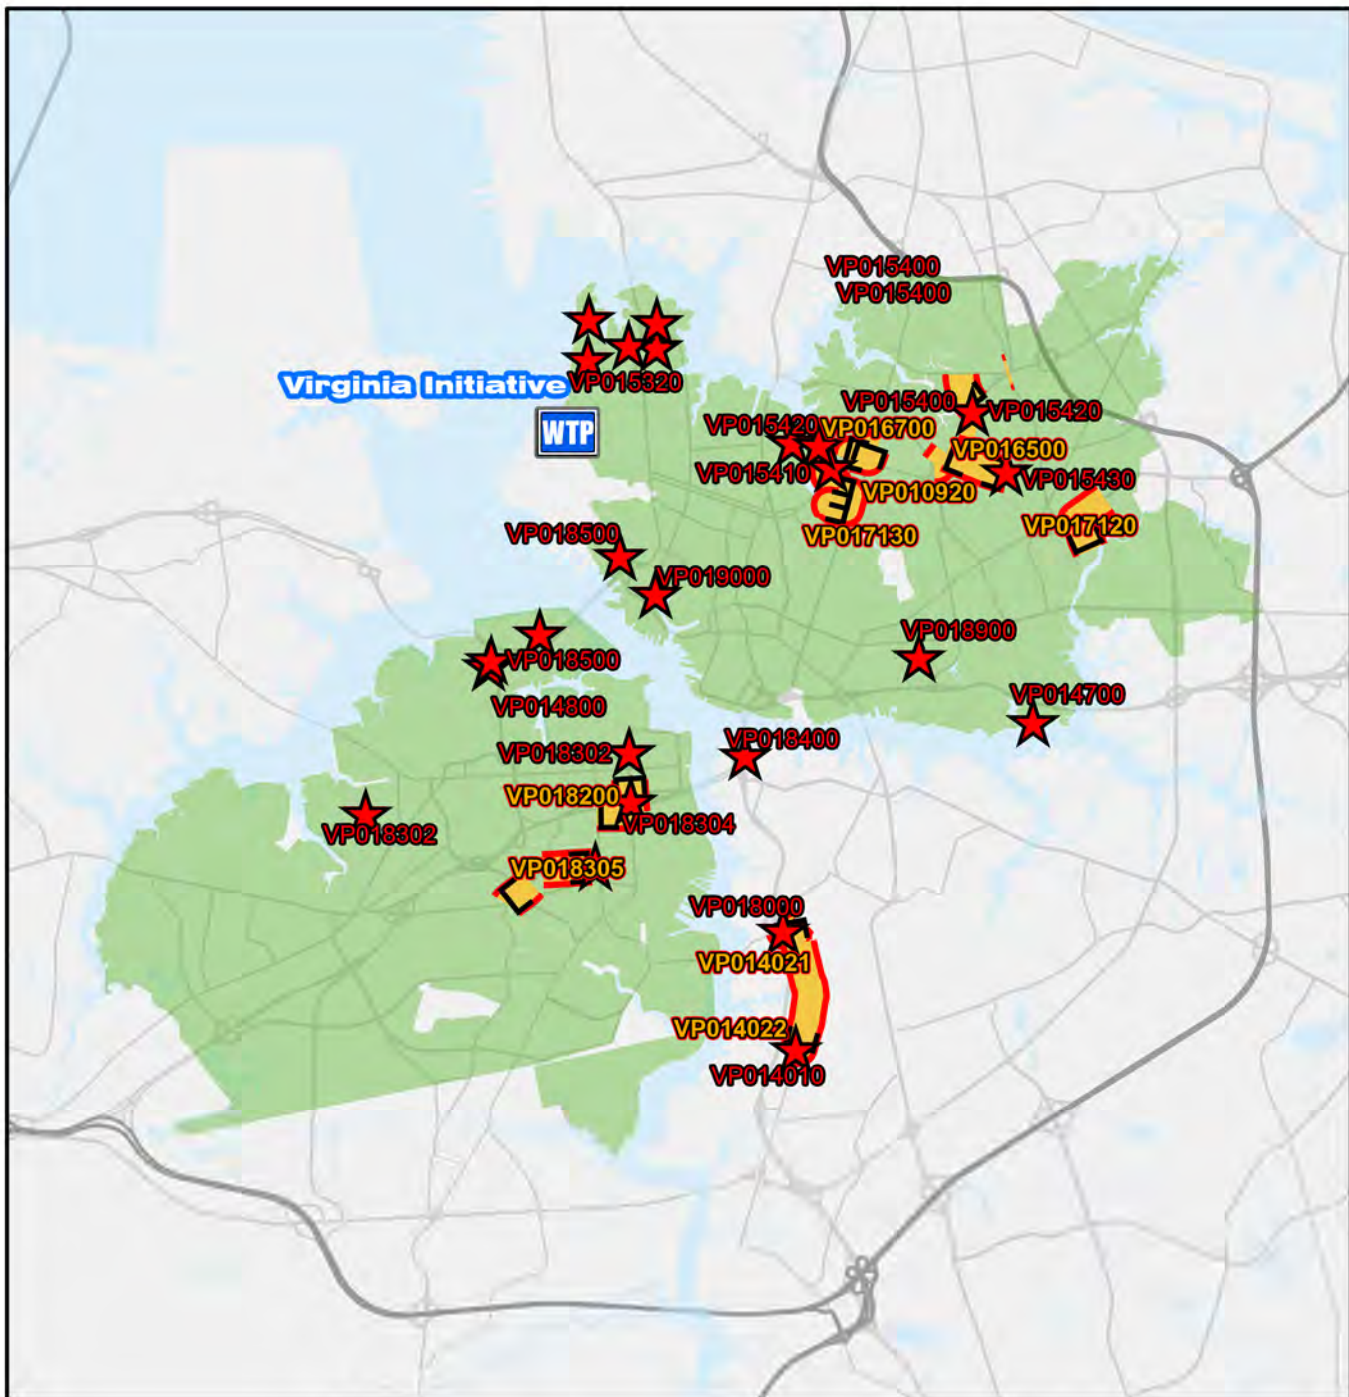 VP015400
VP015400
Virginia Initiative
VP015320
VP015400
VP015420
WTP
VP015420
VP016700
VP016500
VP015410
VP015430
VP010920
VP017120
VP018500
VP017130
VP019000
VP018900
VP018500
VP014700
VP014800
VP018400
VP018302
VP018200
VP018304
VP018302
VP018305
VP018000
VP014021
VP014022
VP014010